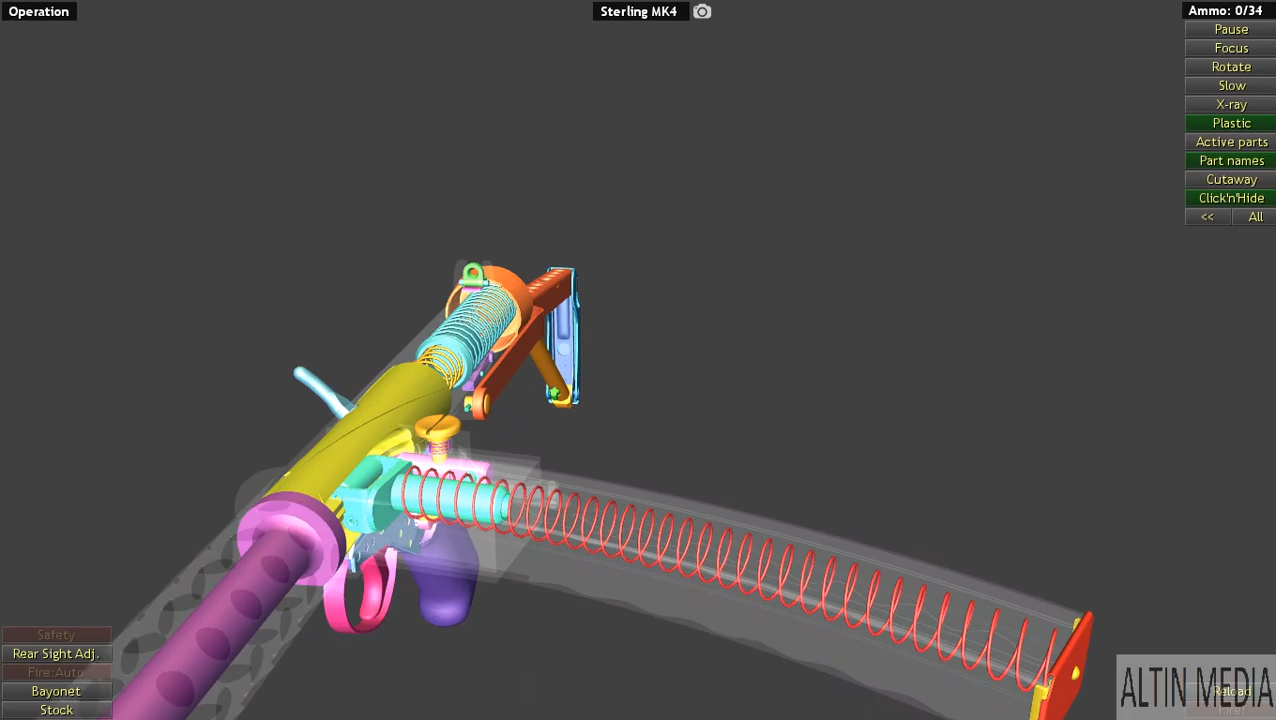 Operation
Sterling MK4
Ammo: 0/34
Pause
Focus
Rotate
Slow
X-ray
Plastic
Active parts
Part names
Cutaway
Click'n'Hide
<< All
Safety
Rear Sight Adj.
Fire:Auto
Bayonet
Stock
ALTIN MEDIA
Reload
Fire!